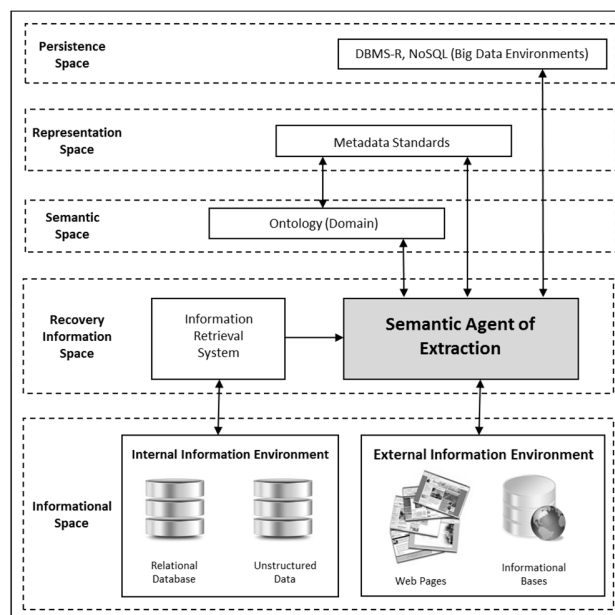 Persistence
Space
DBMS-R, NoSQL (Big Data Environments)
Representation
Space
Metadata Standards
Semantic
Space
Ontology (Domain)
Recovery
Information
Space
Information
Retrieval
System
Semantic Agent of
Extraction
Informational
Space
Internal Information Environment
Relational
Database
Unstructured
Data
External Information Environment
Web Pages
Informational
Bases